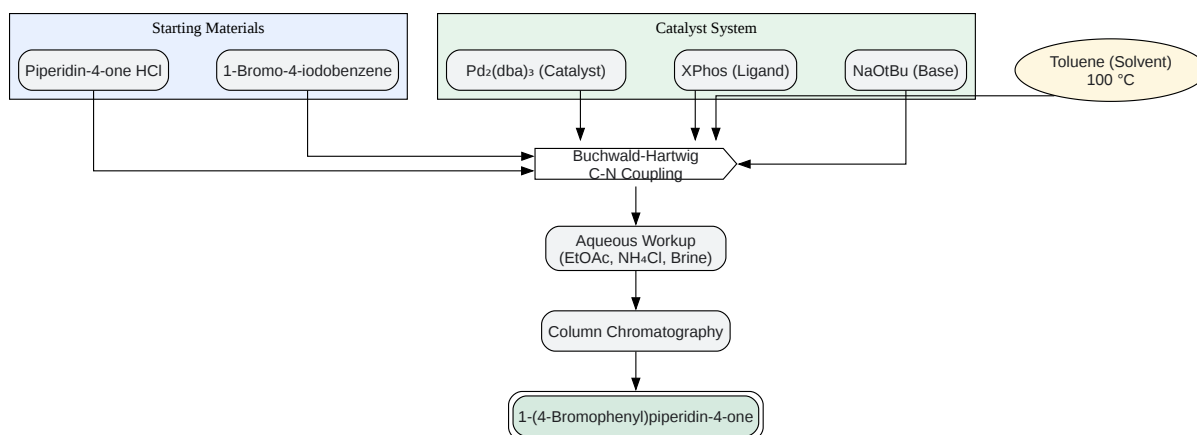 Starting Materials
Piperidin-4-one HCl
1-Bromo-4-iodobenzene
Catalyst System
Pd₂(dba)₃ (Catalyst)
XPhos (Ligand)
NaOtBu (Base)
Toluene (Solvent)
100 °C
Buchwald-Hartwig
C-N Coupling
Aqueous Workup
(EtOAc, NH₄Cl, Brine)
Column Chromatography
1-(4-Bromophenyl)piperidin-4-one